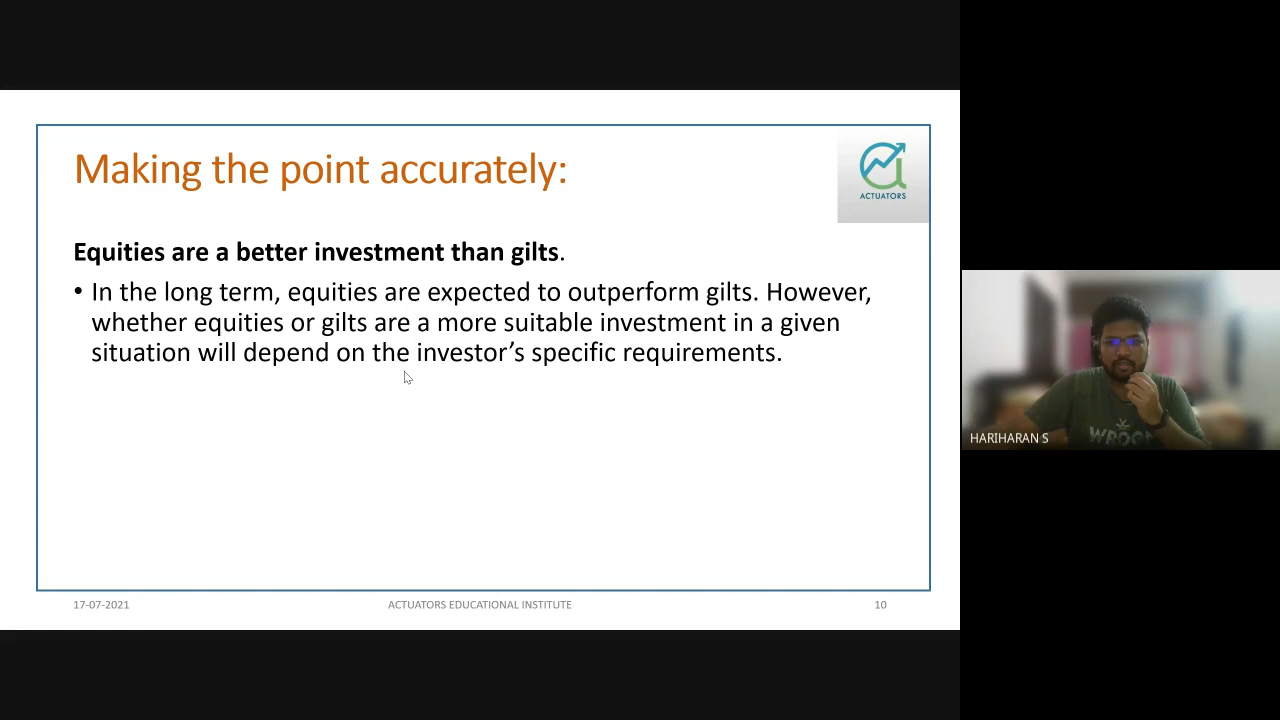 Making the point accurately:
ACTUATORS
Equities are a better investment than gilts.
• In the long term, equities are expected to outperform gilts. However,
whether equities or gilts are a more suitable investment in a given
situation will depend on the investor’s specific requirements.
17-07-2021
ACTUATORS EDUCATIONAL INSTITUTE
10
WROGN
HARIHARAN S